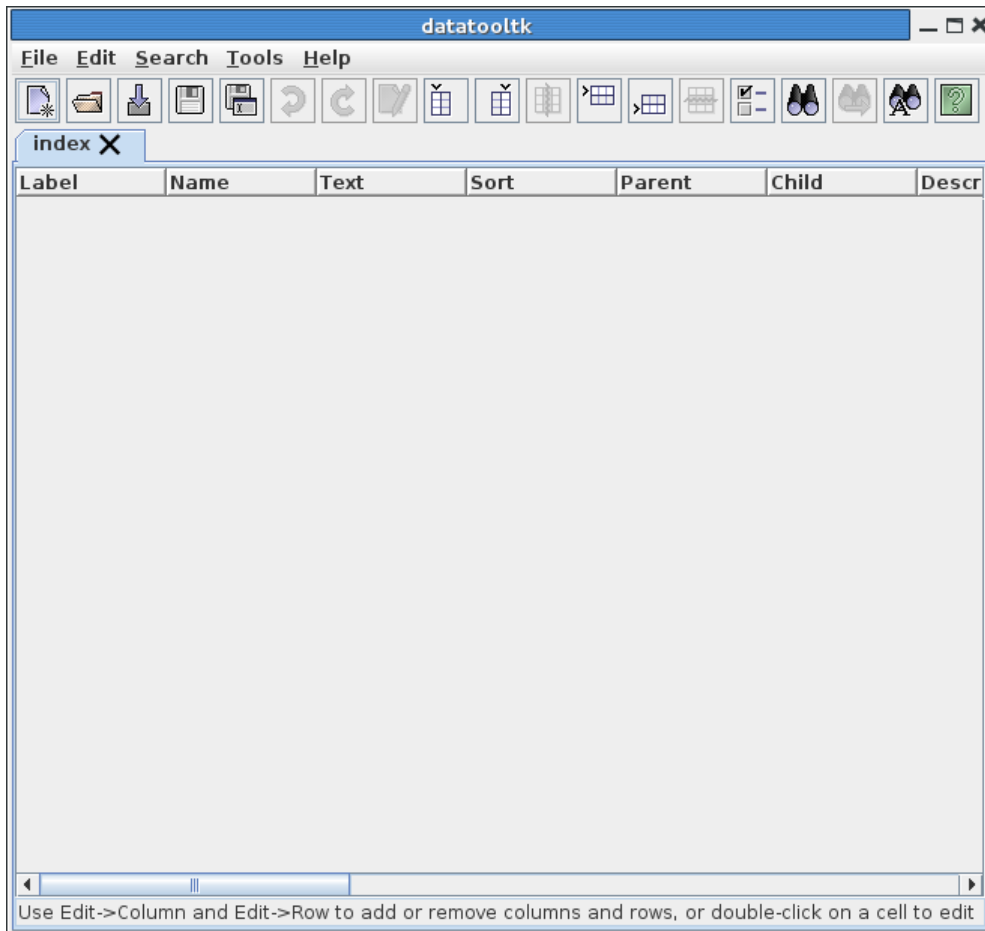 datatooltk
File Edit Search Tools Help
index
Label Name Text Sort Parent Child Descr
Use Edit->Column and Edit->Row to add or remove columns and rows, or double-click on a cell to edit